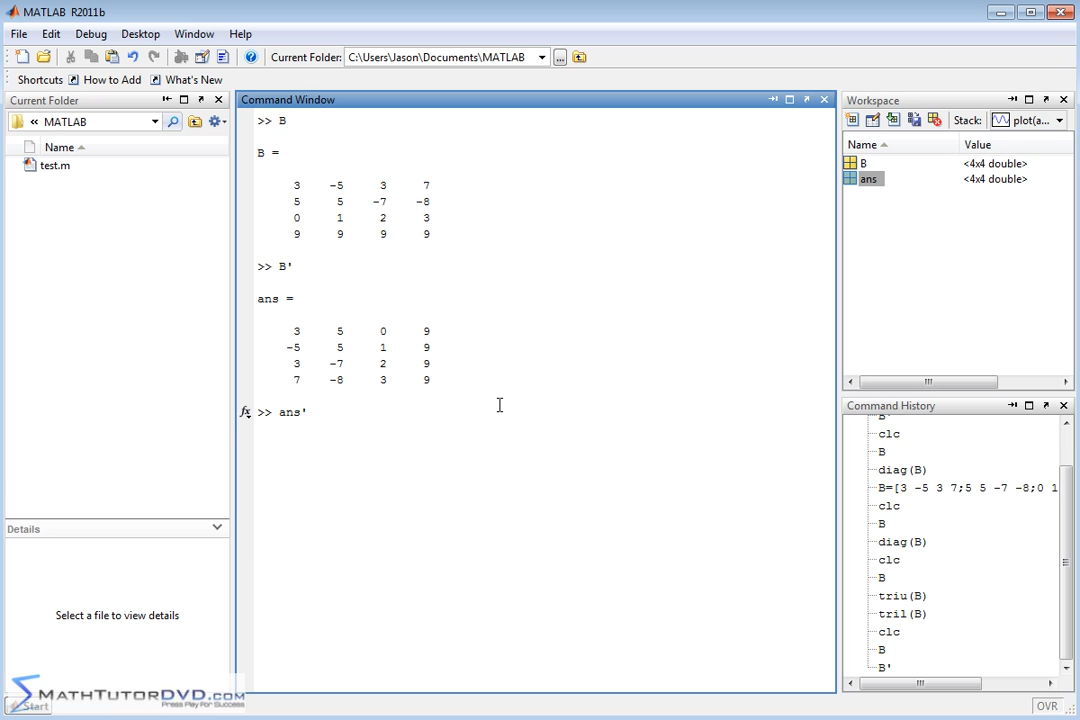 MATLAB R2011b
File Edit Debug Desktop Window Help
Current Folder: C:\Users\Jason\Documents\MATLAB ...
Shortcuts How to Add What's New
Current Folder
« MATLAB
Name
test.m
Details
Select a file to view details
Start
MATHTUTORDVD.COM
Press Play For Success
Command Window
>> B
B =
3 -5 3 7
5 5 -7 -8
0 1 2 3
9 9 9 9
>> B'
ans =
3 5 0 9
-5 5 1 9
3 -7 2 9
7 -8 3 9
fx >> ans'
Workspace
Stack: plot(a...
Name Value
B <4x4 double>
ans <4x4 double>
Command History
B'
clc
B
diag(B)
B=[3 -5 3 7;5 5 -7 -8;0 1
clc
B
diag(B)
clc
B
triu(B)
tril(B)
clc
B
B'
OVR